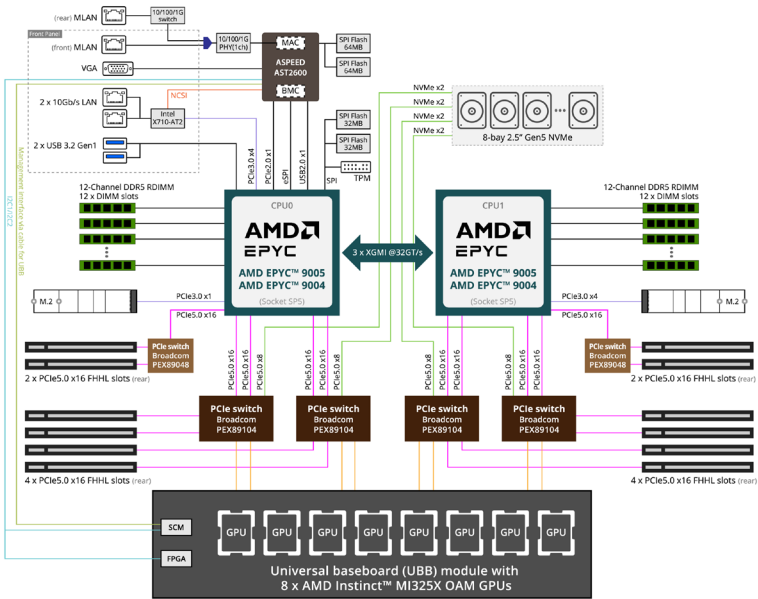 (rear) MLAN
10/100/1G
switch
Front Panel
(front) MLAN
10/100/1G
PHY(1ch)
MAC
SPI Flash
64MB
VGA
ASPEED
AST2600
SPI Flash
64MB
BMC
NCSI
2 x 10Gb/s LAN
Intel
X710-AT2
SPI Flash
32MB
SPI Flash
32MB
2 x USB 3.2 Gen1
TPM
PCIe3.0 x4
PCIe2.0 x1
eSPI
USB2.0 x1
SPI
NVMe x2
NVMe x2
NVMe x2
NVMe x2
8-bay 2.5” Gen5 NVMe
Management interface via cable for UBB
I2C1/2C2
12-Channel DDR5 RDIMM
12 x DIMM slots
CPU0
AMD
EPYC
AMD EPYC™ 9005
AMD EPYC™ 9004
(Socket SP5)
3 x XGMI @32GT/s
CPU1
AMD
EPYC
AMD EPYC™ 9005
AMD EPYC™ 9004
(Socket SP5)
12-Channel DDR5 RDIMM
12 x DIMM slots
M.2
PCIe3.0 x1
PCIe5.0 x16
PCIe3.0 x4
PCIe5.0 x16
M.2
PCIe switch
Broadcom
PEX89048
2 x PCIe5.0 x16 FHHL slots (rear)
PCIe5.0 x16
PCIe5.0 x16
PCIe5.0 x8
PCIe5.0 x16
PCIe5.0 x16
PCIe5.0 x8
PCIe5.0 x8
PCIe5.0 x16
PCIe5.0 x16
PCIe5.0 x8
PCIe5.0 x16
PCIe5.0 x16
PCIe switch
Broadcom
PEX89048
2 x PCIe5.0 x16 FHHL slots (rear)
PCIe switch
Broadcom
PEX89104
PCIe switch
Broadcom
PEX89104
PCIe switch
Broadcom
PEX89104
PCIe switch
Broadcom
PEX89104
4 x PCIe5.0 x16 FHHL slots (rear)
4 x PCIe5.0 x16 FHHL slots (rear)
SCM
FPGA
GPU GPU GPU GPU GPU GPU GPU GPU
Universal baseboard (UBB) module with
8 x AMD Instinct™ MI325X OAM GPUs